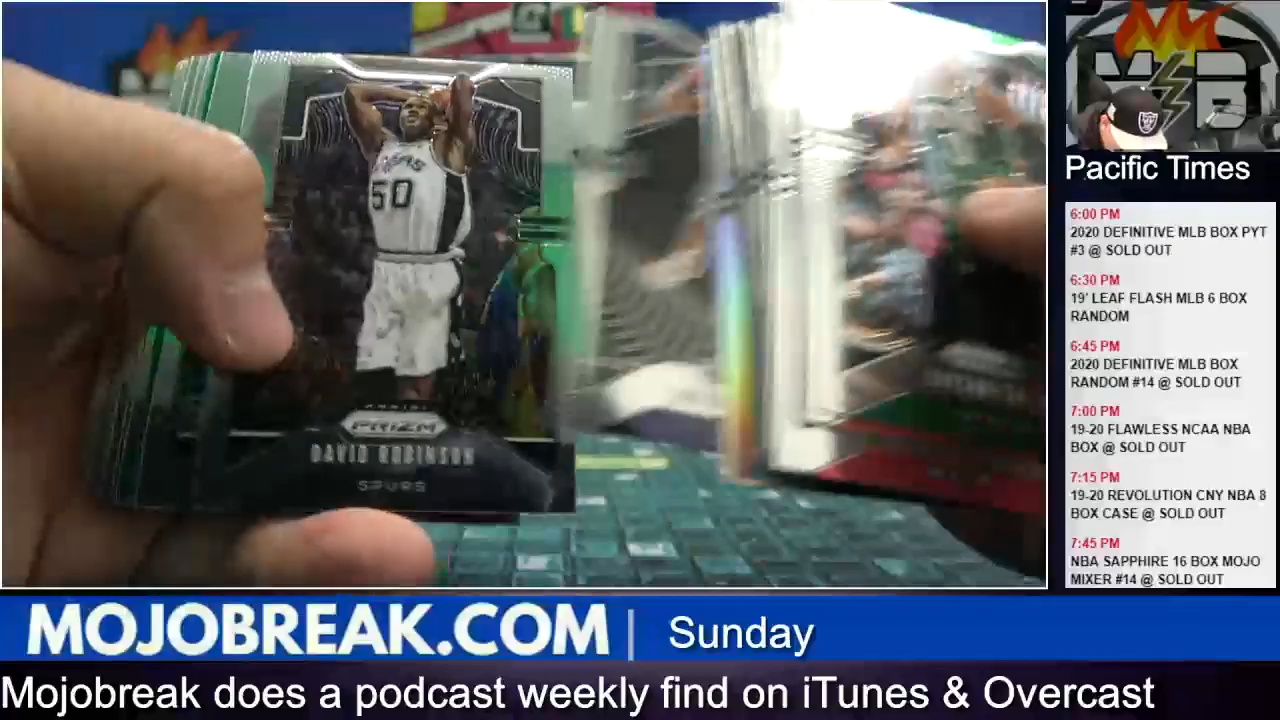 SPURS
50
PRIZM
DAVID ROBINSON
SPURS
MB
Pacific Times
6:00 PM
2020 DEFINITIVE MLB BOX PYT
#3 @ SOLD OUT
6:30 PM
19' LEAF FLASH MLB 6 BOX
RANDOM
6:45 PM
2020 DEFINITIVE MLB BOX
RANDOM #14 @ SOLD OUT
7:00 PM
19-20 FLAWLESS NCAA NBA
BOX @ SOLD OUT
7:15 PM
19-20 REVOLUTION CNY NBA 8
BOX CASE @ SOLD OUT
7:45 PM
NBA SAPPHIRE 16 BOX MOJO
MIXER #14 @ SOLD OUT
MOJOBREAK.COM | Sunday
Mojobreak does a podcast weekly find on iTunes & Overcast